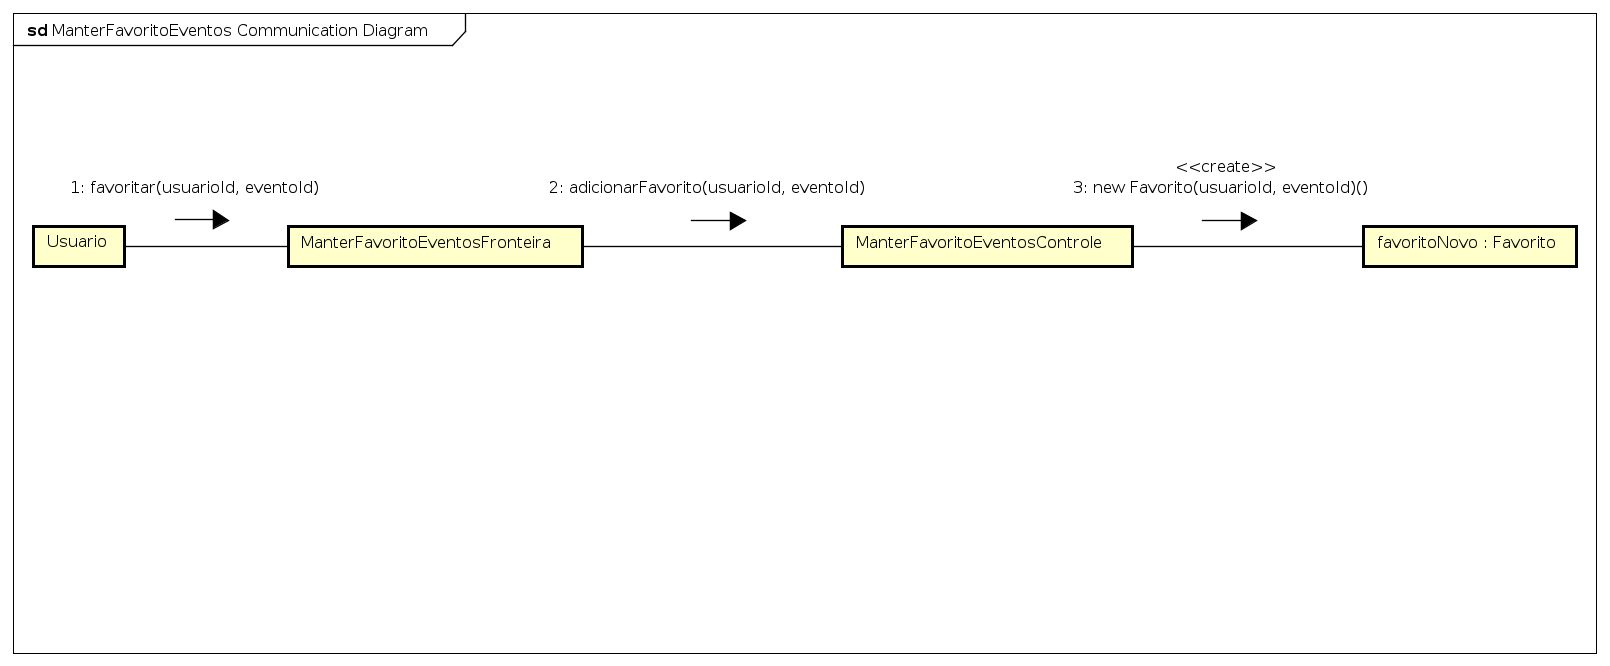 sd ManterFavoritoEventos Communication Diagram
<<create>>
1: favoritar(usuarioId, eventoId)
2: adicionarFavorito(usuarioId, eventoId)
3: new Favorito(usuarioId, eventoId)()
Usuario
ManterFavoritoEventosFronteira
ManterFavoritoEventosControle
favoritoNovo : Favorito